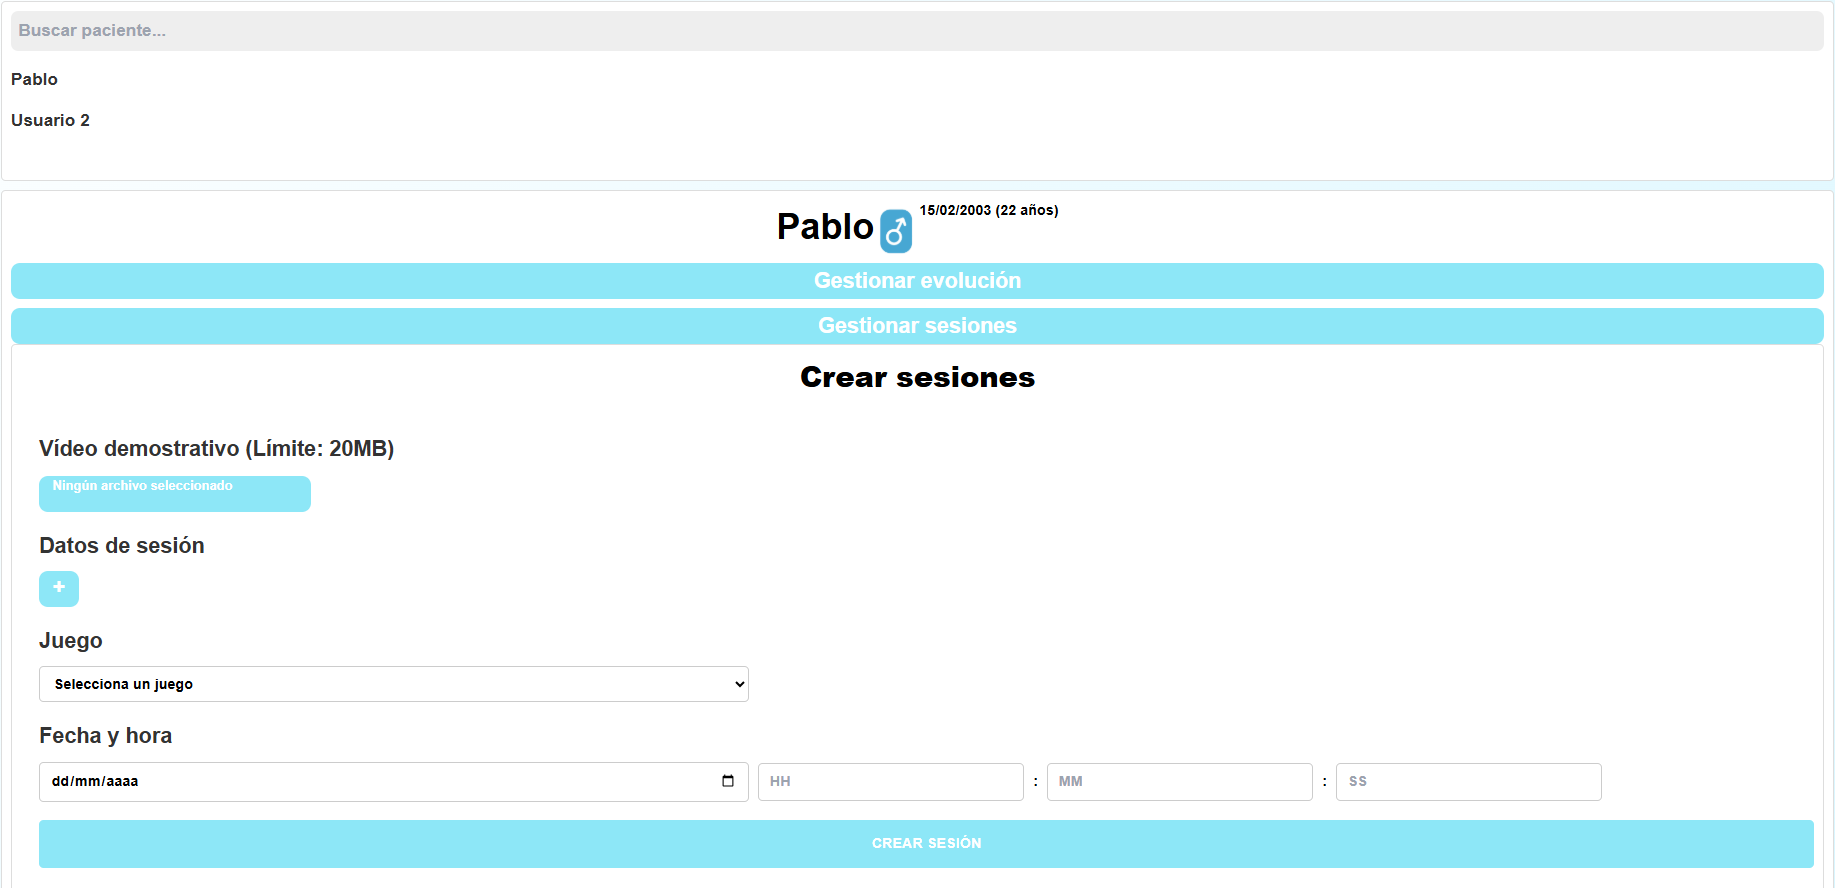 Buscar paciente...
Pablo
Usuario 2
Pablo 15/02/2003 (22 años)
Gestionar evolución
Gestionar sesiones
Crear sesiones
Vídeo demostrativo (Límite: 20MB)
Ningún archivo seleccionado
Datos de sesión
+
Juego
Selecciona un juego
Fecha y hora
dd/mm/aaaa HH : MM : SS
CREAR SESIÓN